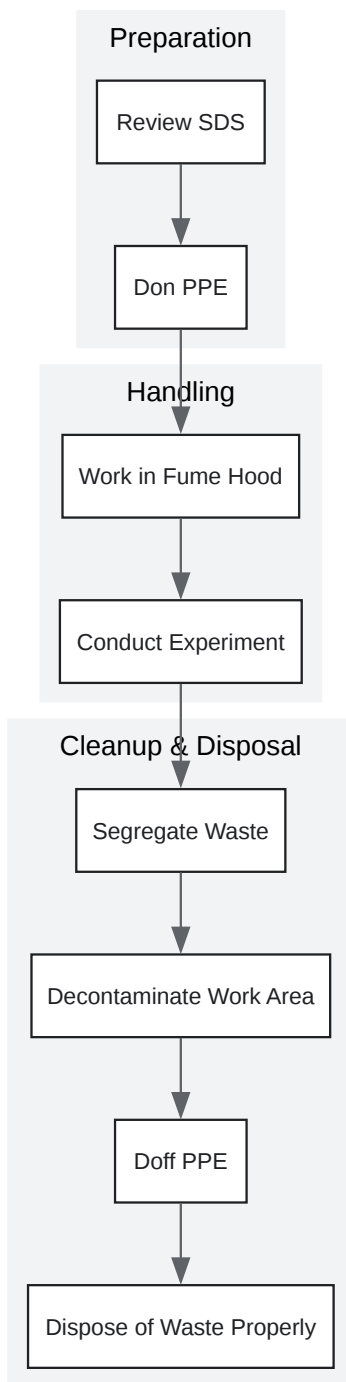 Preparation
Review SDS
Don PPE
Handling
Work in Fume Hood
Conduct Experiment
Cleanup & Disposal
Segregate Waste
Decontaminate Work Area
Doff PPE
Dispose of Waste Properly